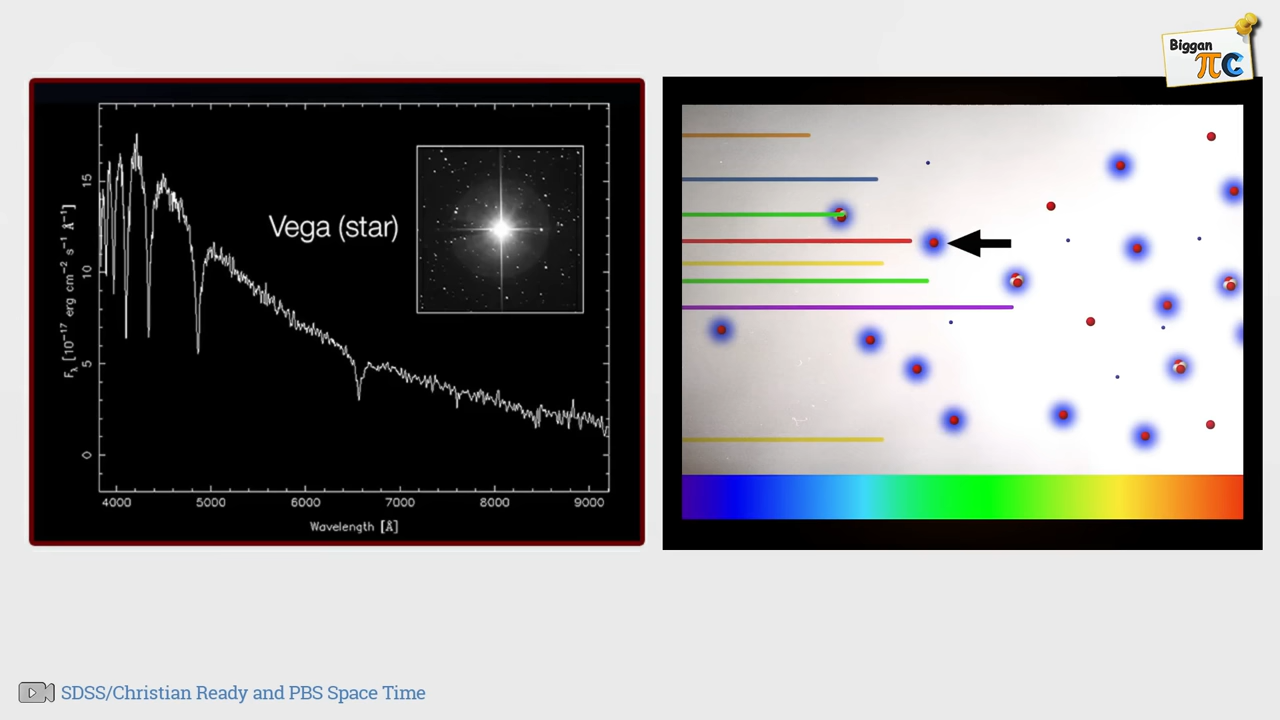 Biggan
πC
Vega (star)
15
10
5
0
F_λ [10⁻¹⁷ erg cm⁻² s⁻¹ Å⁻¹]
4000 5000 6000 7000 8000 9000
Wavelength [Å]
SDSS/Christian Ready and PBS Space Time